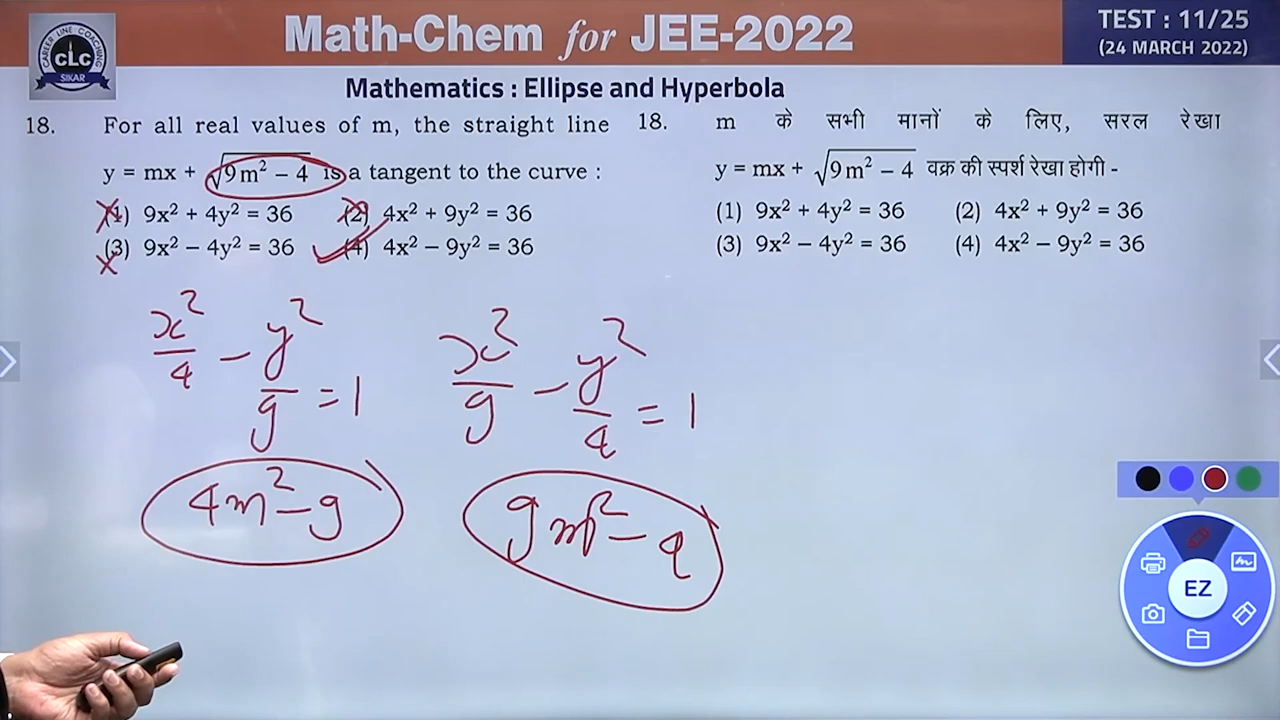 CAREER LINE COACHING
CLC
SIKAR
Math-Chem for JEE-2022
TEST : 11/25
(24 MARCH 2022)
Mathematics : Ellipse and Hyperbola
18. For all real values of m, the straight line
y = mx + √9m² − 4 is a tangent to the curve :
(1) 9x² + 4y² = 36 (2) 4x² + 9y² = 36
(3) 9x² − 4y² = 36 (4) 4x² − 9y² = 36
18. m के सभी मानों के लिए, सरल रेखा
y = mx + √9m² − 4 वक्र की स्पर्श रेखा होगी -
(1) 9x² + 4y² = 36 (2) 4x² + 9y² = 36
(3) 9x² − 4y² = 36 (4) 4x² − 9y² = 36
x²/4 − y²/9 = 1
4m² − 9
x²/9 − y²/4 = 1
9m² − 4
EZ